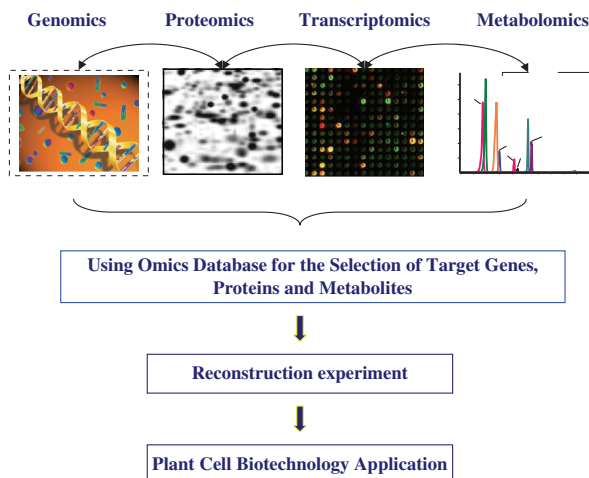 Genomics Proteomics Transcriptomics Metabolomics
Using Omics Database for the Selection of Target Genes,
Proteins and Metabolites
Reconstruction experiment
Plant Cell Biotechnology Application